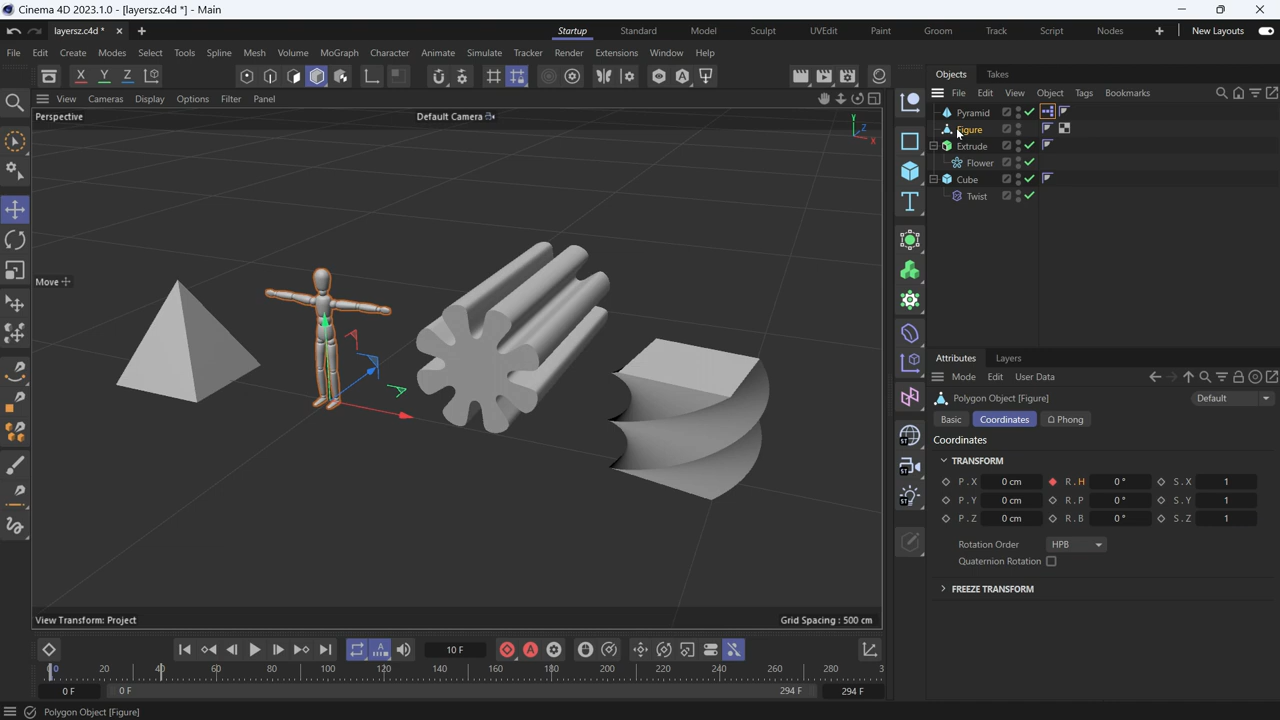 Cinema 4D 2023.1.0 - [layersz.c4d *] - Main
layersz.c4d *
Startup Standard Model Sculpt UVEdit Paint Groom Track Script Nodes New Layouts
File Edit Create Modes Select Tools Spline Mesh Volume MoGraph Character Animate Simulate Tracker Render Extensions Window Help
X Y Z
Objects Takes
View Cameras Display Options Filter Panel
File Edit View Object Tags Bookmarks
Perspective
Default Camera
Y
Z
X
Pyramid
Figure
Extrude
Flower
Cube
Twist
Move
Attributes Layers
Mode Edit User Data
Polygon Object [Figure]
Default
Basic Coordinates Phong
Coordinates
TRANSFORM
P . X 0 cm R . H 0 ° S . X 1
P . Y 0 cm R . P 0 ° S . Y 1
P . Z 0 cm R . B 0 ° S . Z 1
Rotation Order HPB
Quaternion Rotation
FREEZE TRANSFORM
View Transform: Project
Grid Spacing : 500 cm
10 F
0 20 40 60 80 100 120 140 160 180 200 220 240 260 280 3
0 F 0 F 294 F 294 F
Polygon Object [Figure]